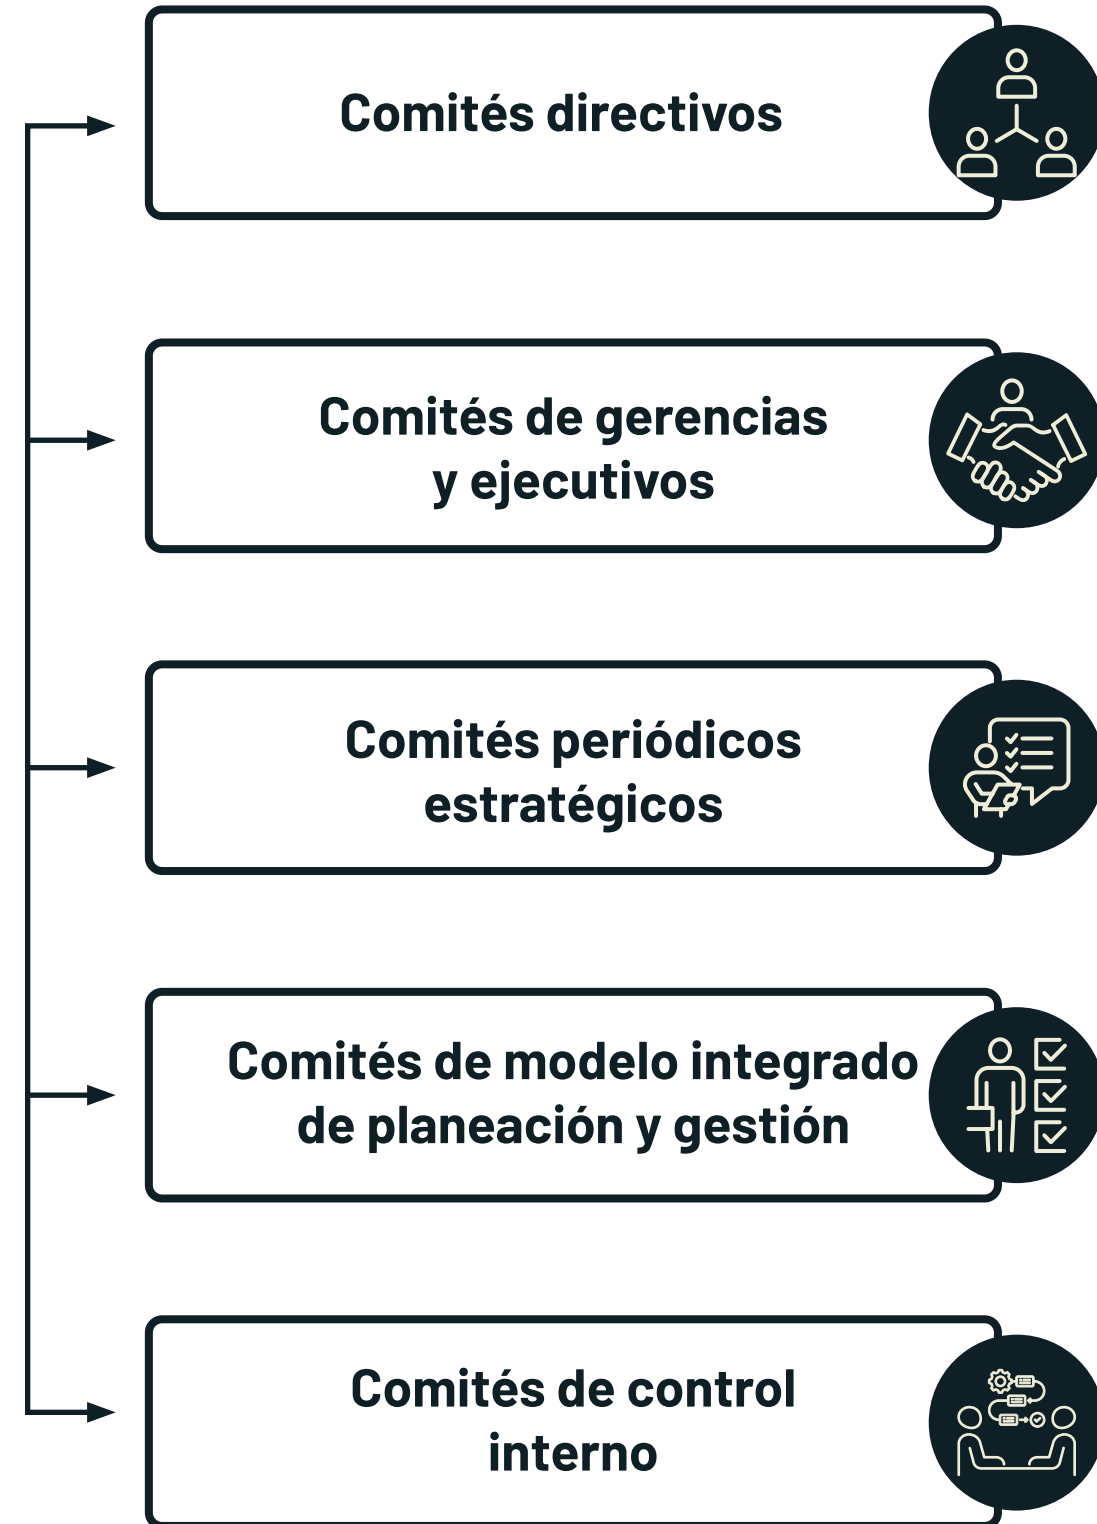 Comités directivos
Comités de gerencias
y ejecutivos
Comités periódicos
estratégicos
Comités de modelo integrado
de planeación y gestión
Comités de control
interno